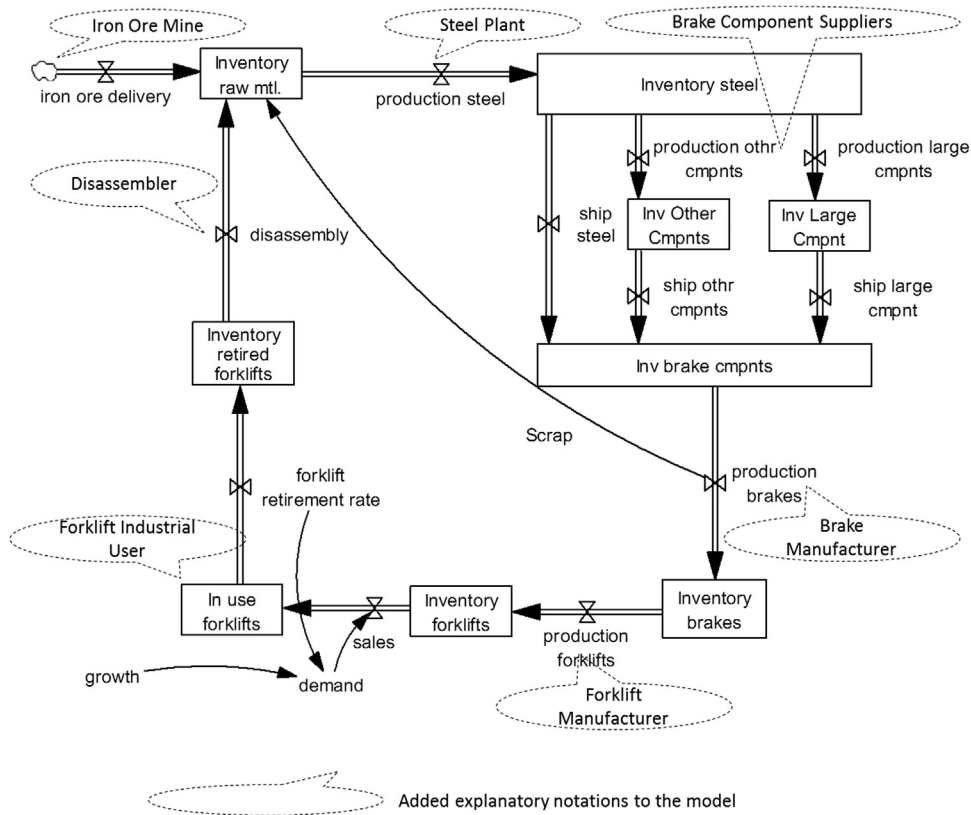 Iron Ore Mine
Steel Plant
Brake Component Suppliers
Inventory
raw mtl.
Inventory steel
iron ore delivery
production steel
production othr
cmpnts
production large
cmpnts
Disassembler
disassembly
ship
steel
Inv Other
Cmpnts
Inv Large
Cmpnt
ship othr
cmpnts
ship large
cmpnt
Inventory
retired
forklifts
Inv brake cmpnts
Scrap
forklift
retirement rate
production
brakes
Forklift Industrial
User
Brake
Manufacturer
In use
forklifts
Inventory
forklifts
Inventory
brakes
sales
production
forklifts
growth
demand
Forklift
Manufacturer
Added explanatory notations to the model